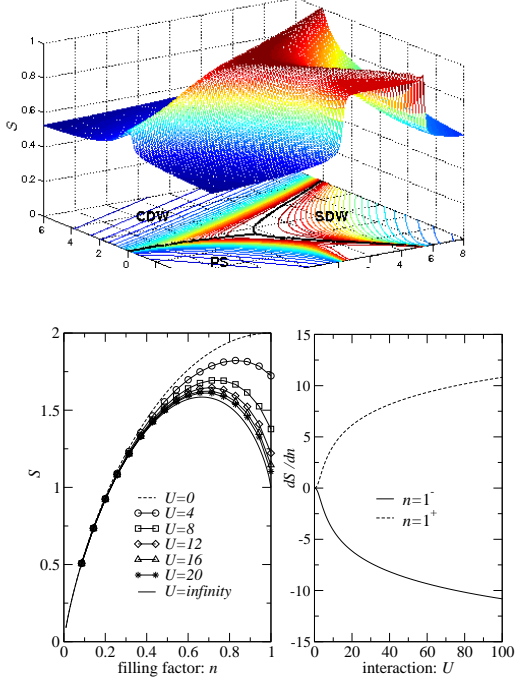 1
0.8
0.6
0.4
0.2
0
S
6
4
2
0
2
4
6
8
CDW
SDW
PS
2
1.5
1
0.5
0
S
U=0
U=4
U=8
U=12
U=16
U=20
U=infinity
0 0.2 0.4 0.6 0.8 1
filling factor: n
15
10
5
0
-5
-10
-15
dS/dn
n=1-
n=1+
0 20 40 60 80 100
interaction: U